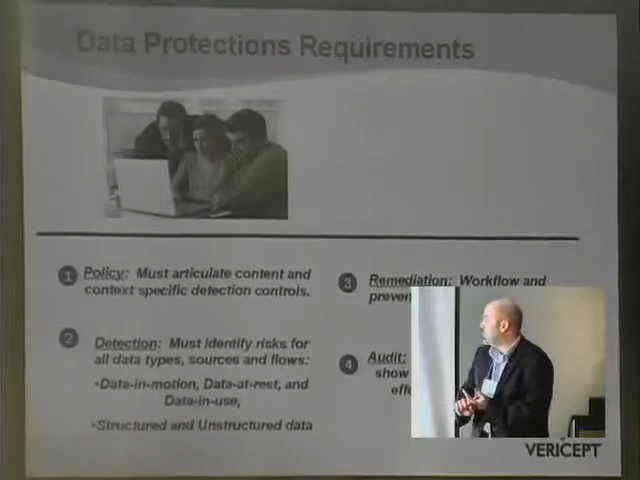 Data Protections Requirements
1 Policy: Must articulate content and
context specific detection controls.
2 Detection: Must identify risks for
all data types, sources and flows:
•Data-in-motion, Data-at-rest, and
Data-in-use,
•Structured and Unstructured data
3 Remediation: Workflow and
4 Audit:
show
VERICEPT